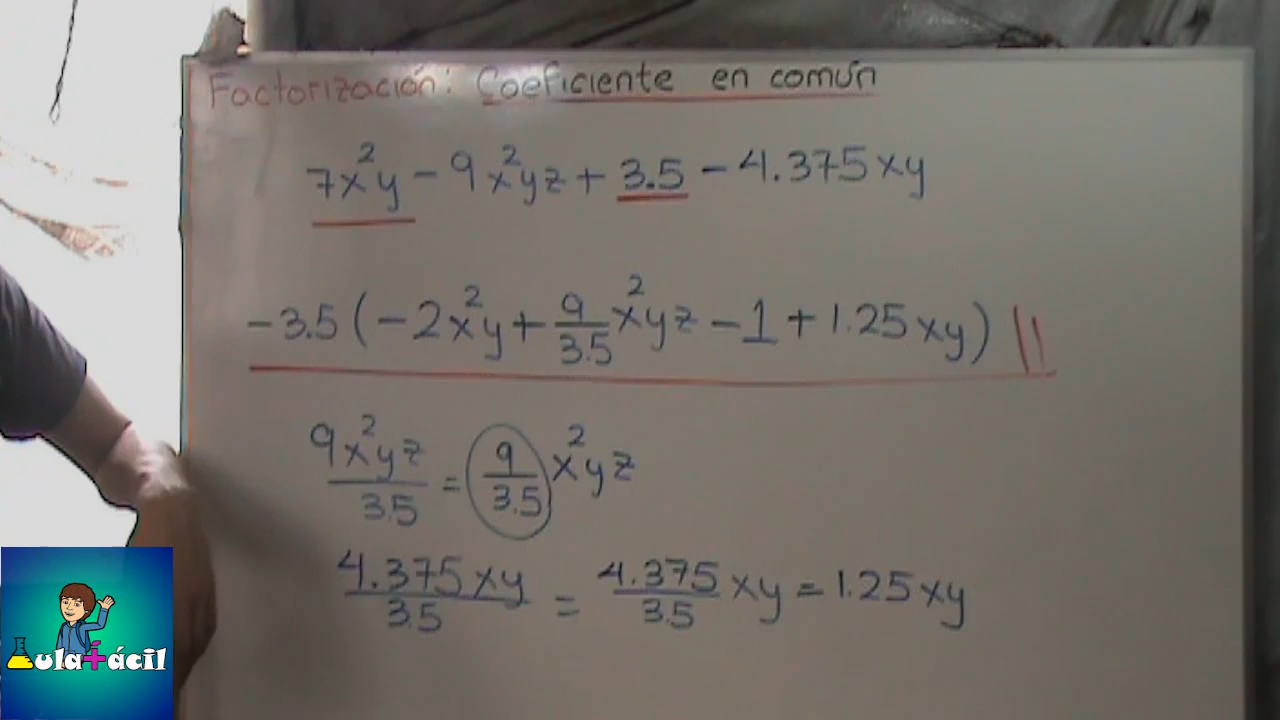 Factorización: Coeficiente en común
7x²y - 9x²yz + 3.5 - 4.375xy
-3.5(-2x²y + 9/3.5 x²yz - 1 + 1.25xy)
9x²yz/3.5 = 9/3.5 x²yz
4.375xy/3.5 = 4.375/3.5 xy = 1.25xy
Aula+ácil